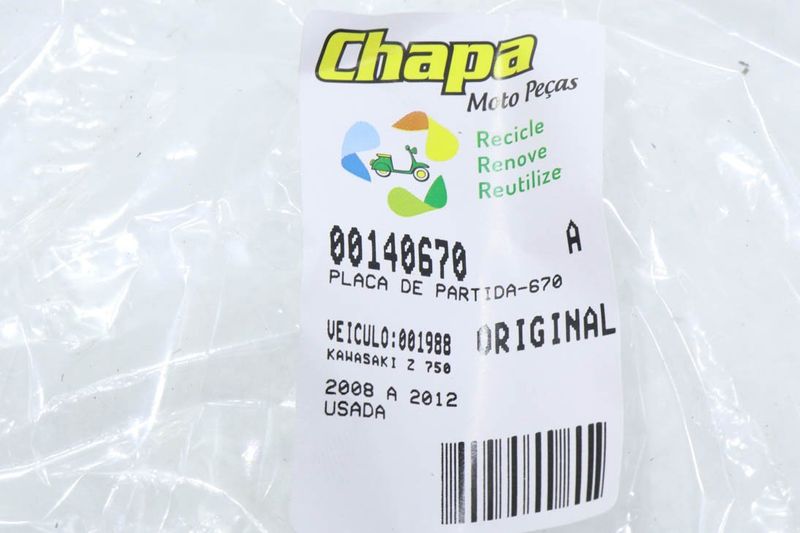 Chapa
Moto Peças
Recicle
Renove
Reutilize
00140670 A
PLACA DE PARTIDA-670
VEICULO:001988 ORIGINAL
KAWASAKI Z 750
2008 A 2012
USADA